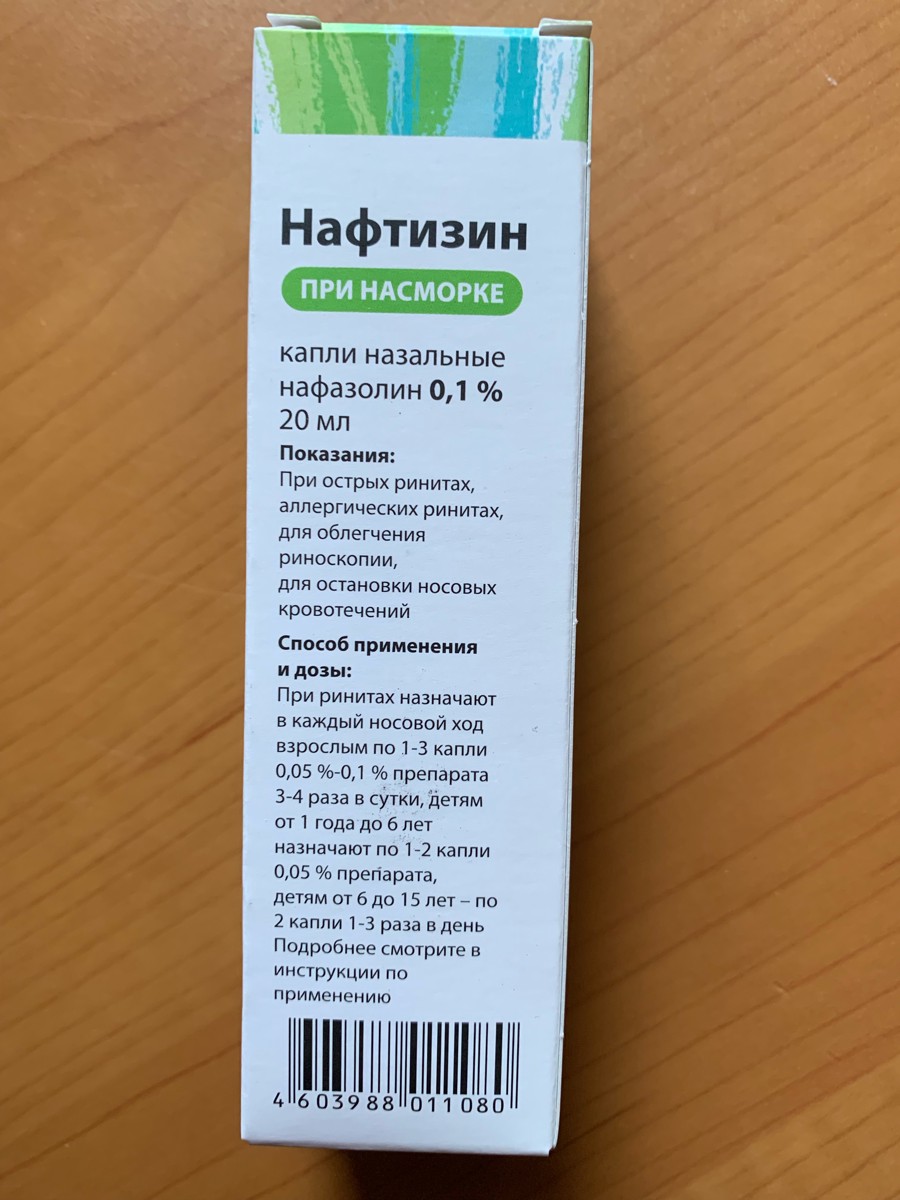 Нафтизин
ПРИ НАСМОРКЕ
капли назальные
нафазолин 0,1 %
20 мл
Показания:
При острых ринитах,
аллергических ринитах,
для облегчения
риноскопии,
для остановки носовых
кровотечений
Способ применения
и дозы:
При ринитах назначают
в каждый носовой ход
взрослым по 1-3 капли
0,05 %-0,1 % препарата
3-4 раза в сутки, детям
от 1 года до 6 лет
назначают по 1-2 капли
0,05 % препарата,
детям от 6 до 15 лет – по
2 капли 1-3 раза в день
Подробнее смотрите в
инструкции по
применению
4 603988 011080